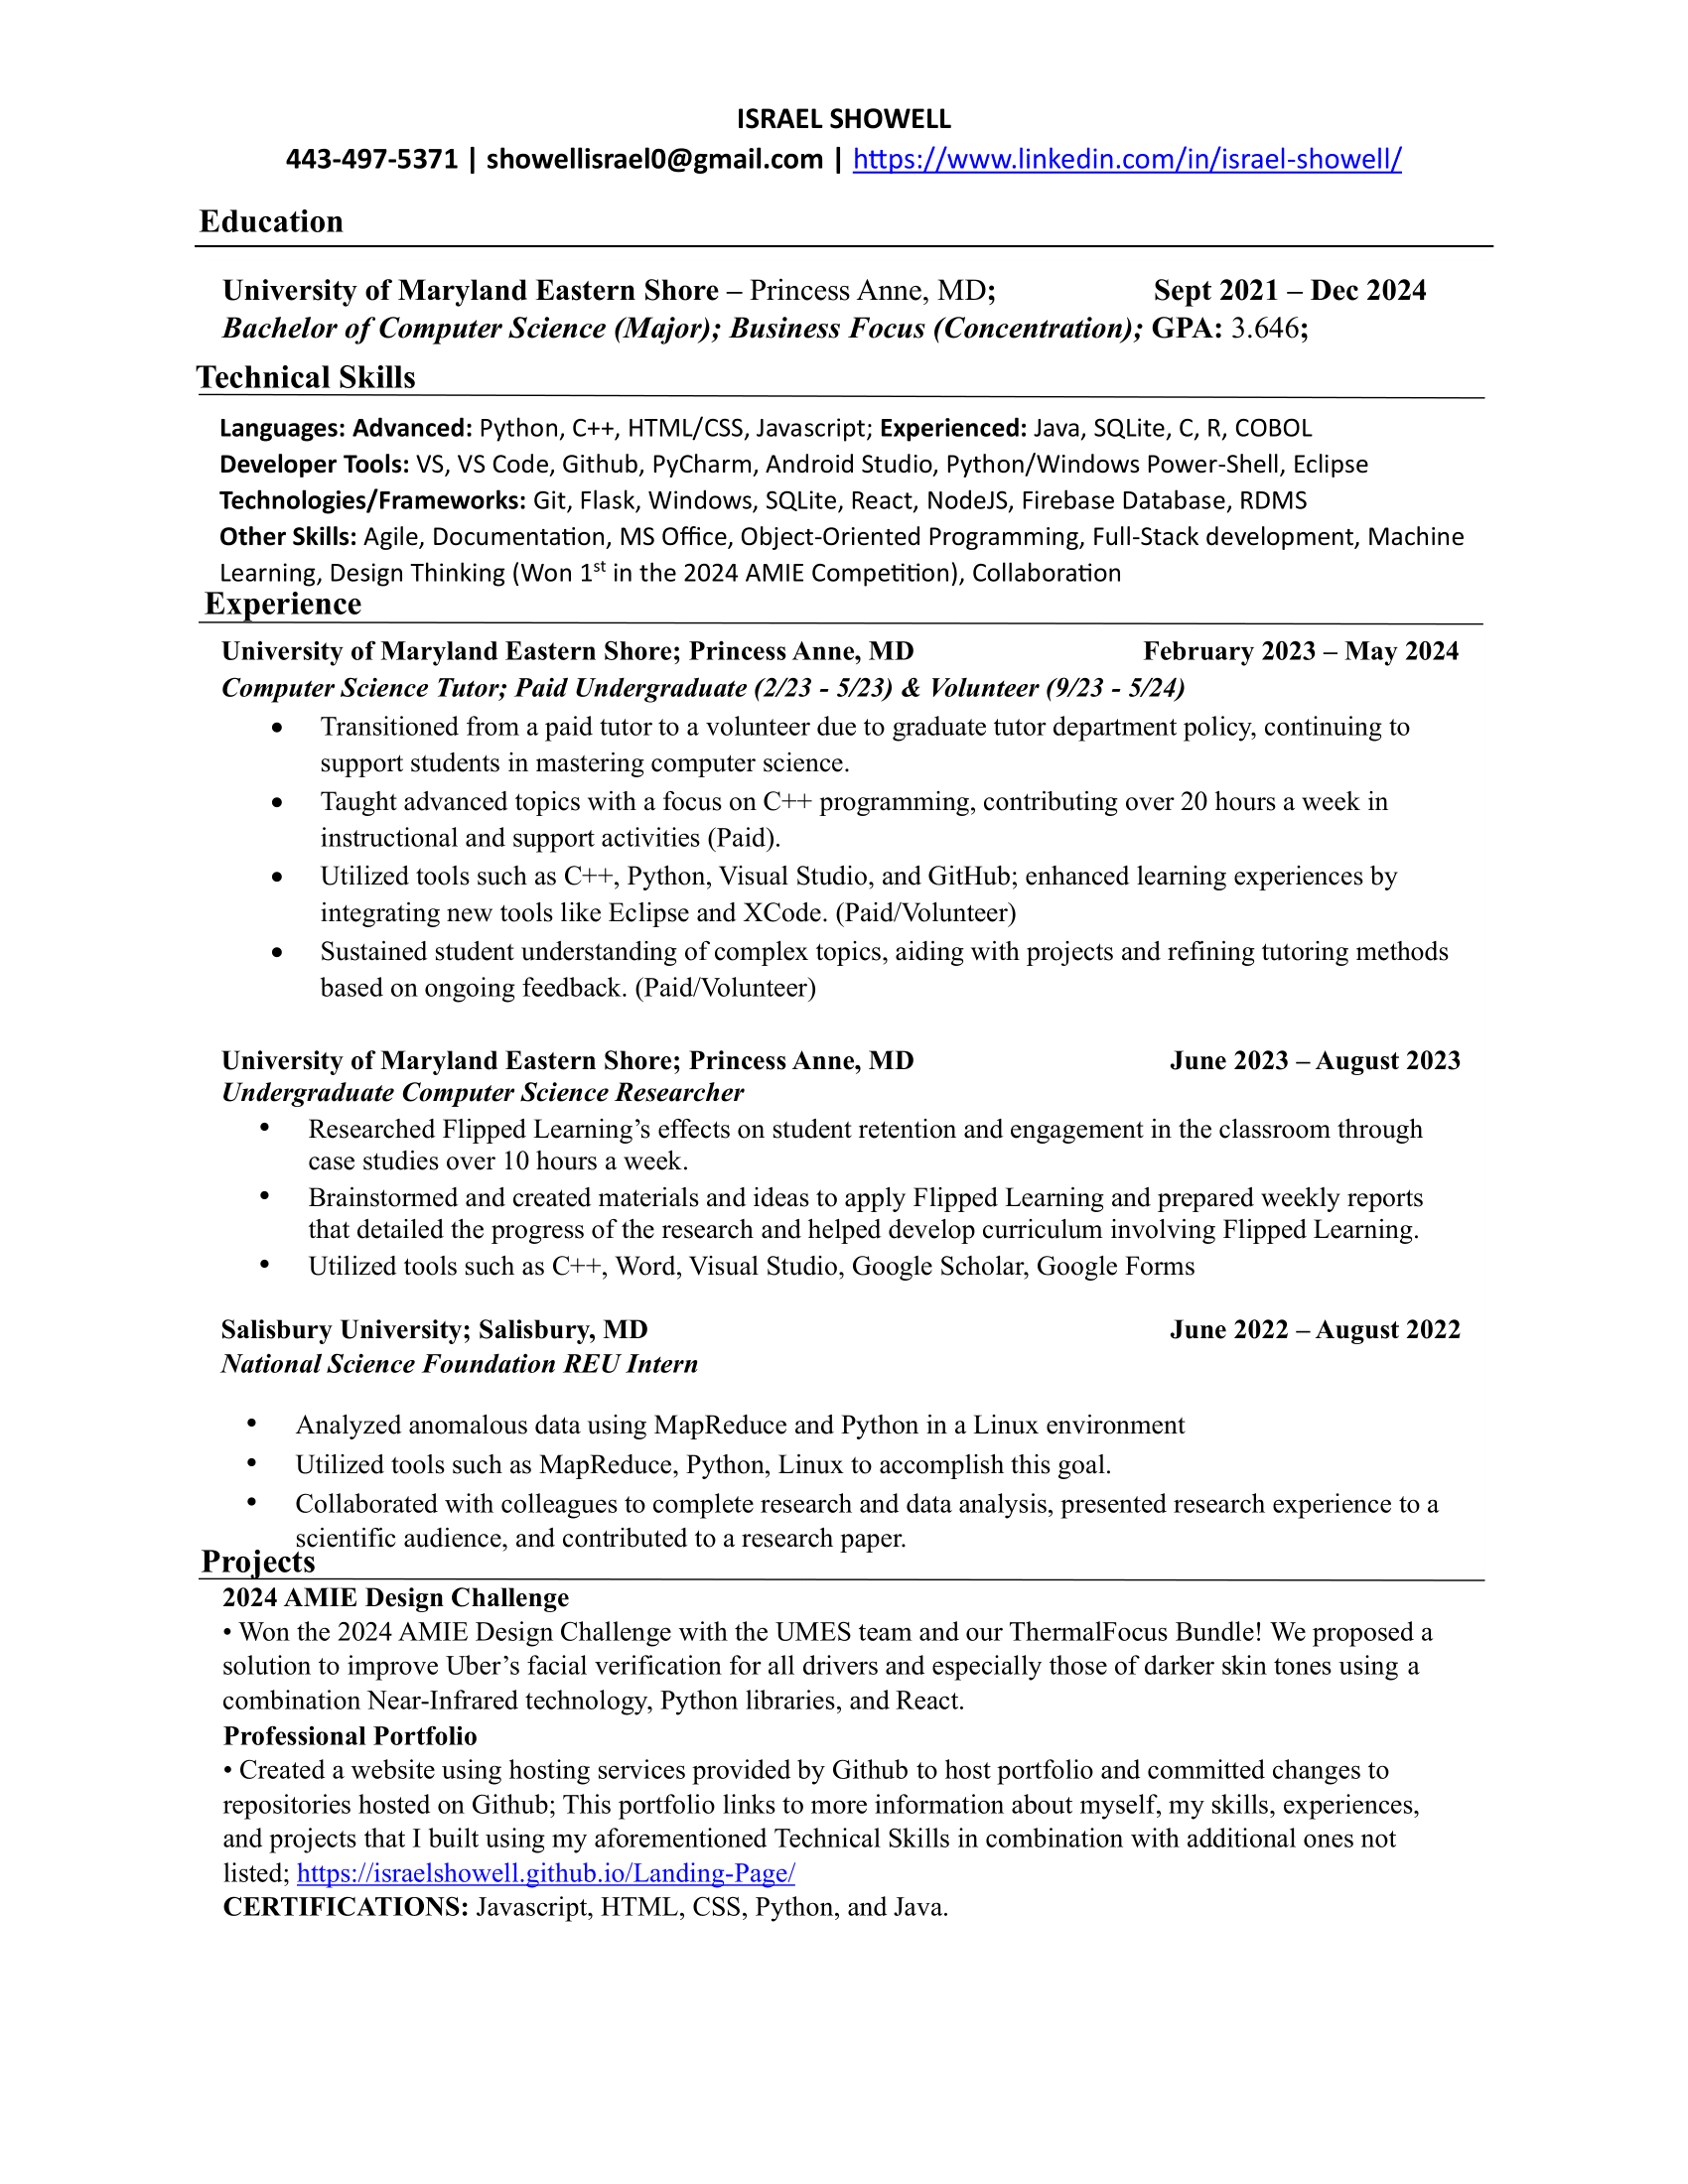 ISRAEL SHOWELL
443-497-5371 | showellisrael0@gmail.com | https://www.linkedin.com/in/israel-showell/
Education
University of Maryland Eastern Shore – Princess Anne, MD; Sept 2021 – Dec 2024
Bachelor of Computer Science (Major); Business Focus (Concentration); GPA: 3.646;
Technical Skills
Languages: Advanced: Python, C++, HTML/CSS, Javascript; Experienced: Java, SQLite, C, R, COBOL
Developer Tools: VS, VS Code, Github, PyCharm, Android Studio, Python/Windows Power-Shell, Eclipse
Technologies/Frameworks: Git, Flask, Windows, SQLite, React, NodeJS, Firebase Database, RDMS
Other Skills: Agile, Documentation, MS Office, Object-Oriented Programming, Full-Stack development, Machine
Learning, Design Thinking (Won 1st in the 2024 AMIE Competition), Collaboration
Experience
University of Maryland Eastern Shore; Princess Anne, MD February 2023 – May 2024
Computer Science Tutor; Paid Undergraduate (2/23 - 5/23) & Volunteer (9/23 - 5/24)
• Transitioned from a paid tutor to a volunteer due to graduate tutor department policy, continuing to
support students in mastering computer science.
• Taught advanced topics with a focus on C++ programming, contributing over 20 hours a week in
instructional and support activities (Paid).
• Utilized tools such as C++, Python, Visual Studio, and GitHub; enhanced learning experiences by
integrating new tools like Eclipse and XCode. (Paid/Volunteer)
• Sustained student understanding of complex topics, aiding with projects and refining tutoring methods
based on ongoing feedback. (Paid/Volunteer)
University of Maryland Eastern Shore; Princess Anne, MD June 2023 – August 2023
Undergraduate Computer Science Researcher
• Researched Flipped Learning’s effects on student retention and engagement in the classroom through
case studies over 10 hours a week.
• Brainstormed and created materials and ideas to apply Flipped Learning and prepared weekly reports
that detailed the progress of the research and helped develop curriculum involving Flipped Learning.
• Utilized tools such as C++, Word, Visual Studio, Google Scholar, Google Forms
Salisbury University; Salisbury, MD June 2022 – August 2022
National Science Foundation REU Intern
• Analyzed anomalous data using MapReduce and Python in a Linux environment
• Utilized tools such as MapReduce, Python, Linux to accomplish this goal.
• Collaborated with colleagues to complete research and data analysis, presented research experience to a
scientific audience, and contributed to a research paper.
Projects
2024 AMIE Design Challenge
• Won the 2024 AMIE Design Challenge with the UMES team and our ThermalFocus Bundle! We proposed a
solution to improve Uber’s facial verification for all drivers and especially those of darker skin tones using a
combination Near-Infrared technology, Python libraries, and React.
Professional Portfolio
• Created a website using hosting services provided by Github to host portfolio and committed changes to
repositories hosted on Github; This portfolio links to more information about myself, my skills, experiences,
and projects that I built using my aforementioned Technical Skills in combination with additional ones not
listed; https://israelshowell.github.io/Landing-Page/
CERTIFICATIONS: Javascript, HTML, CSS, Python, and Java.